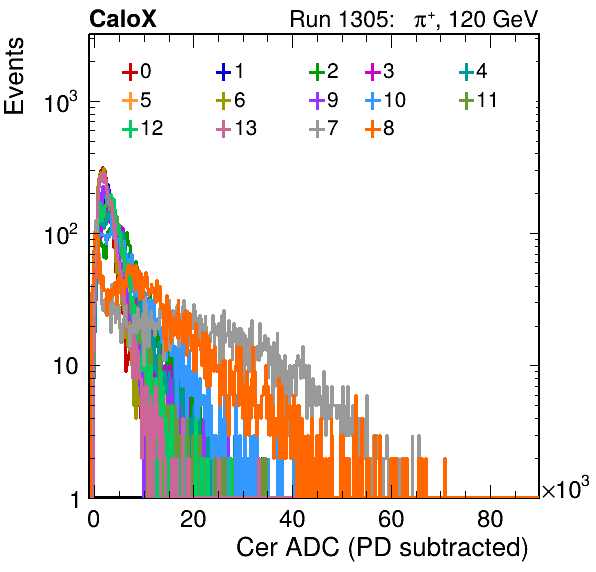 CaloX Run 1305: π⁺, 120 GeV
Events
0 1 2 3 4
5 6 9 10 11
12 13 7 8
10³
10²
10
1
0 20 40 60 80 ×10³
Cer ADC (PD subtracted)